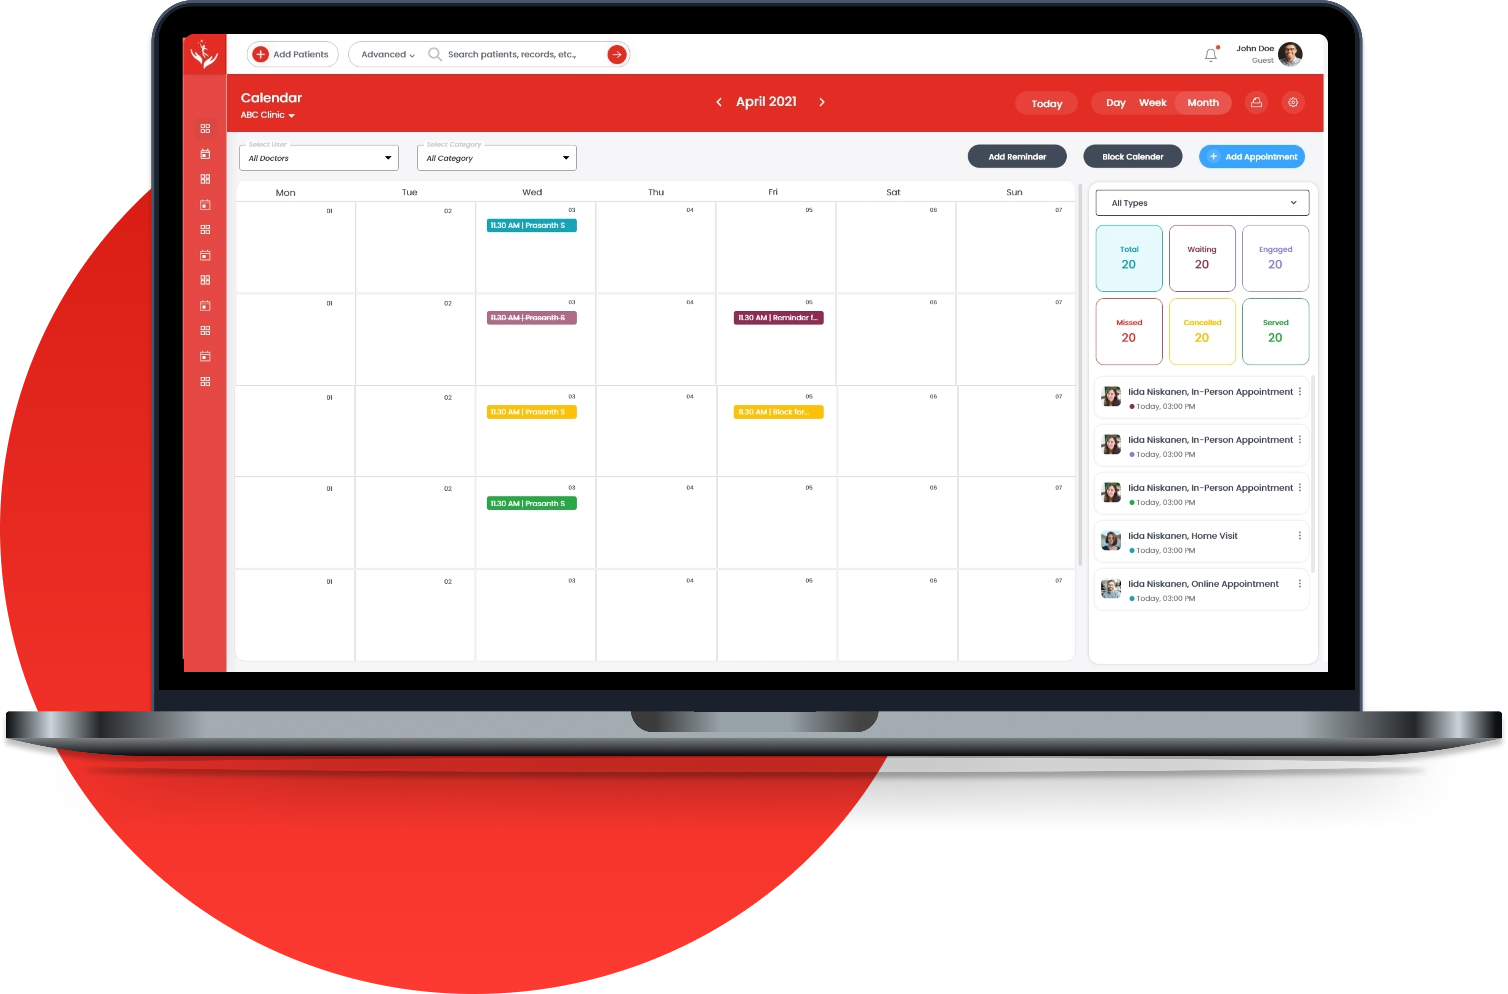 Add Patients
Advanced
Search patients, records, etc.,
John Doe
Guest
Calendar
ABC Clinic
April 2021
Today
Day Week Month
Select User
All Doctors
Select Category
All Category
Add Reminder
Block Calender
Add Appointment
Mon Tue Wed Thu Fri Sat Sun
01 02 03 04 05 06 07
11.30 AM | Prasanth S
01 02 03 04 05 06 07
11.30 AM | Prasanth S
11.30 AM | Reminder f...
01 02 03 04 05 06 07
11.30 AM | Prasanth S
11.30 AM | Block for...
01 02 03 04 05 06 07
11.30 AM | Prasanth S
01 02 03 04 05 06 07
All Types
Total
20
Waiting
20
Engaged
20
Missed
20
Cancelled
20
Served
20
Iida Niskanen, In-Person Appointment
Today, 03:00 PM
Iida Niskanen, In-Person Appointment
Today, 03:00 PM
Iida Niskanen, In-Person Appointment
Today, 03:00 PM
Iida Niskanen, Home Visit
Today, 03:00 PM
Iida Niskanen, Online Appointment
Today, 03:00 PM